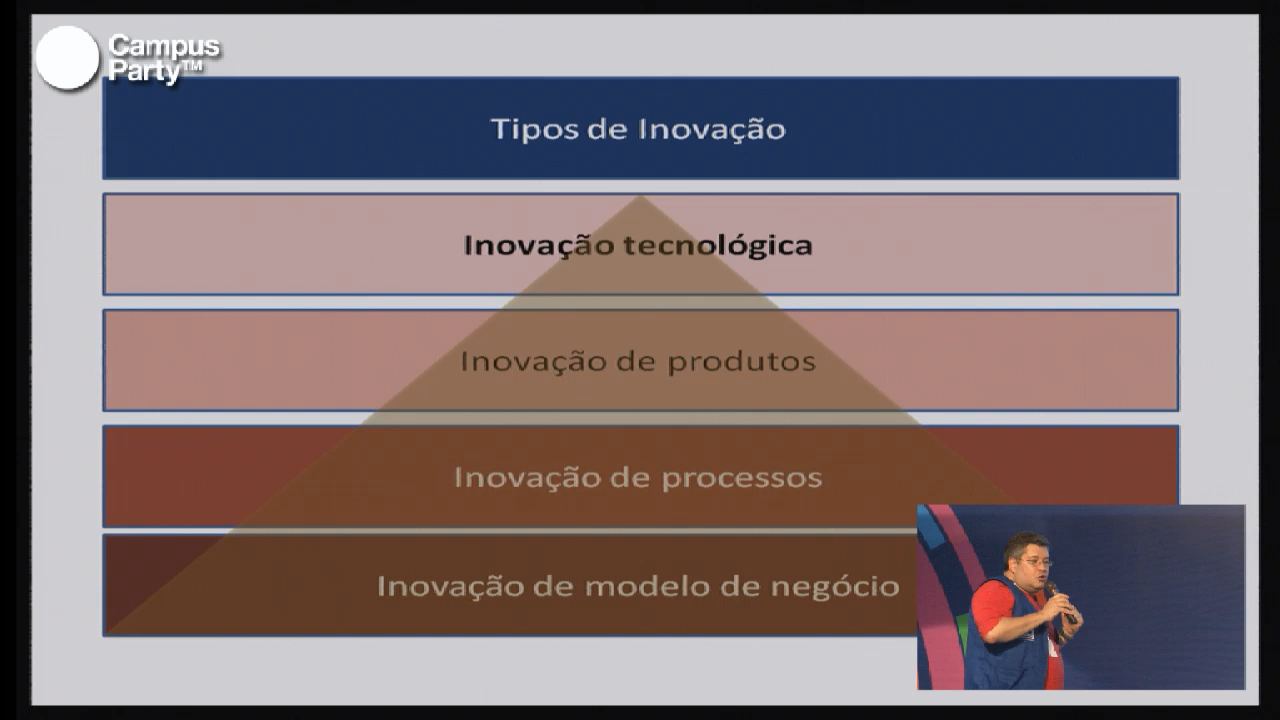 Campus
Party™
Tipos de Inovação
Inovação tecnológica
Inovação de produtos
Inovação de processos
Inovação de modelo de negócio